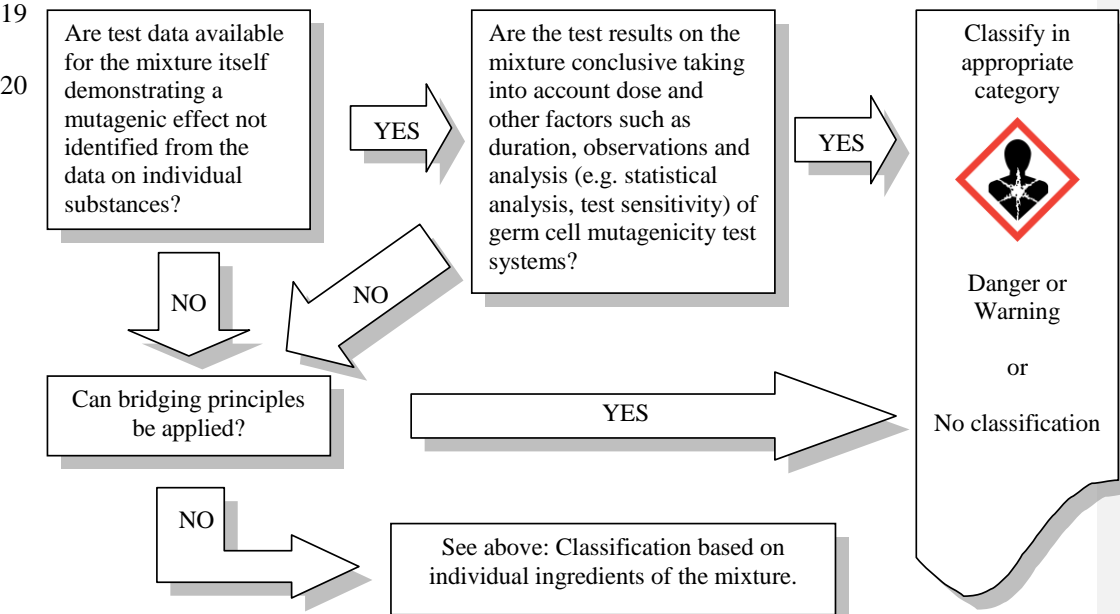 19
20
Are test data available
for the mixture itself
demonstrating a
mutagenic effect not
identified from the
data on individual
substances?
YES
Are the test results on the
mixture conclusive taking
into account dose and
other factors such as
duration, observations and
analysis (e.g. statistical
analysis, test sensitivity) of
germ cell mutagenicity test
systems?
YES
Classify in
appropriate
category
Danger or
Warning
or
No classification
NO
NO
Can bridging principles
be applied?
YES
NO
See above: Classification based on
individual ingredients of the mixture.